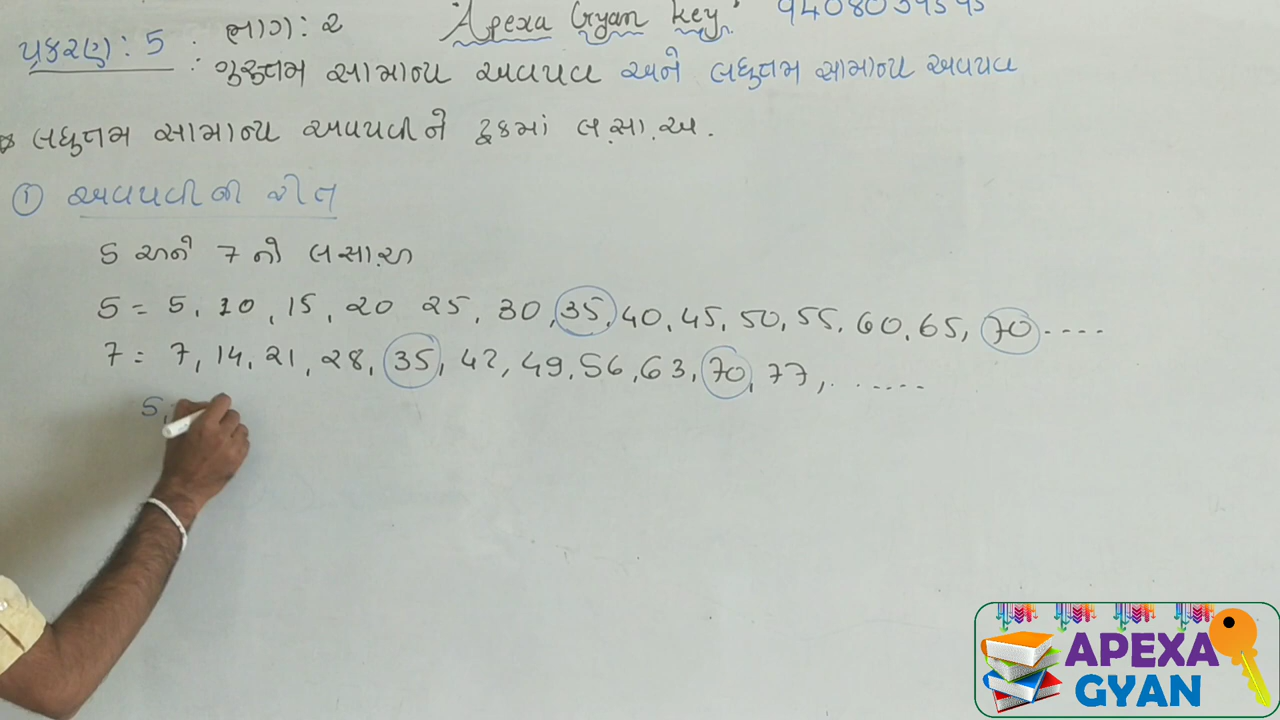 "Apexa Gyan key"
પ્રકરણ: 5 : ભાગ: ૨
: ગુરુત્તમ સામાન્ય અવયવ અને લઘુત્તમ સામાન્ય અવયવ
લઘુત્તમ સામાન્ય અવયવીને ટૂંકમાં લ.સા.અ.
① અવયવીની રીત
5 અને 7 નો લ.સા.અ
5 = 5, 10, 15, 20 25, 30, 35, 40, 45, 50, 55, 60, 65, 70 ....
7 = 7, 14, 21, 28, 35, 42, 49, 56, 63, 70, 77, .......
5,
APEXA
GYAN